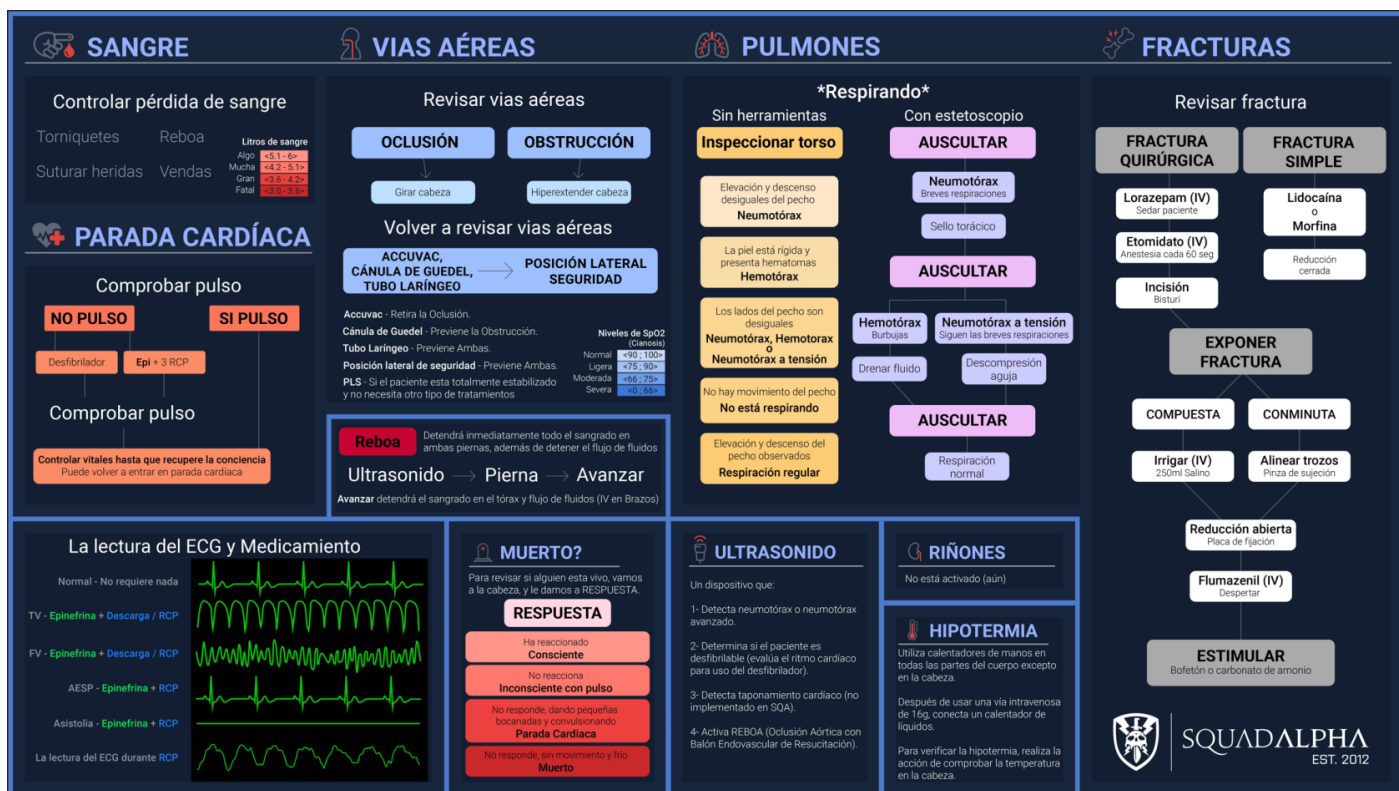 SANGRE
Controlar pérdida de sangre
Torniquetes
Reboa
Suturar heridas
Vendas
Litros de sangre
Algo <5.1 - 6>
Mucha <4.2 - 5.1>
Gran <3.6 - 4.2>
Fatal <3.0 - 3.6>
PARADA CARDÍACA
Comprobar pulso
NO PULSO
SI PULSO
Desfibrilador
Epi + 3 RCP
Comprobar pulso
Controlar vitales hasta que recupere la conciencia
Puede volver a entrar en parada cardíaca
VIAS AÉREAS
Revisar vias aéreas
OCLUSIÓN
OBSTRUCCIÓN
Girar cabeza
Hiperextender cabeza
Volver a revisar vias aéreas
ACCUVAC,
CÁNULA DE GUEDEL,
TUBO LARÍNGEO
POSICIÓN LATERAL
SEGURIDAD
Accuvac - Retira la Oclusión.
Cánula de Guedel - Previene la Obstrucción.
Tubo Laríngeo - Previene Ambas.
Posición lateral de seguridad - Previene Ambas.
PLS - Si el paciente esta totalmente estabilizado
y no necesita otro tipo de tratamientos
Niveles de SpO2
(Cianosis)
Normal <90 ; 100>
Ligera <75 ; 90>
Moderada <66 ; 75>
Severa <0 ; 66>
Reboa
Detendrá inmediatamente todo el sangrado en
ambas piernas, además de detener el flujo de fluidos
Ultrasonido
Pierna
Avanzar
Avanzar detendrá el sangrado en el tórax y flujo de fluidos (IV en Brazos)
PULMONES
*Respirando*
Sin herramientas
Inspeccionar torso
Elevación y descenso
desiguales del pecho
Neumotórax
La piel está rígida y
presenta hematomas
Hemotórax
Los lados del pecho son
desiguales
Neumotórax, Hemotorax
o
Neumotórax a tensión
No hay movimiento del pecho
No está respirando
Elevación y descenso del
pecho observados
Respiración regular
Con estetoscopio
AUSCULTAR
Neumotórax
Breves respiraciones
Sello torácico
AUSCULTAR
Hemotórax
Burbujas
Neumotórax a tensión
Siguen las breves respiraciones
Drenar fluido
Descompresión
aguja
AUSCULTAR
Respiración
normal
FRACTURAS
Revisar fractura
FRACTURA
QUIRÚRGICA
FRACTURA
SIMPLE
Lorazepam (IV)
Sedar paciente
Etomidato (IV)
Anestesia cada 60 seg
Incisión
Bisturí
Lidocaína
o
Morfina
Reducción
cerrada
EXPONER
FRACTURA
COMPUESTA
CONMINUTA
Irrigar (IV)
250ml Salino
Alinear trozos
Pinza de sujeción
Reducción abierta
Placa de fijación
Flumazenil (IV)
Despertar
ESTIMULAR
Bofetón o carbonato de amonio
La lectura del ECG y Medicamiento
Normal - No requiere nada
TV - Epinefrina + Descarga / RCP
FV - Epinefrina + Descarga / RCP
AESP - Epinefrina + RCP
Asistolia - Epinefrina + RCP
La lectura del ECG durante RCP
MUERTO?
Para revisar si alguien esta vivo, vamos
a la cabeza, y le damos a RESPUESTA.
RESPUESTA
Ha reaccionado
Consciente
No reacciona
Inconsciente con pulso
No responde, dando pequeñas
bocanadas y convulsionando
Parada Cardiaca
No responde, sin movimiento y frío
Muerto
ULTRASONIDO
Un dispositivo que:
1- Detecta neumotórax o neumotórax
avanzado.
2- Determina si el paciente es
desfibrilable (evalúa el ritmo cardíaco
para uso del desfibrilador).
3- Detecta taponamiento cardíaco (no
implementado en SQA).
4- Activa REBOA (Oclusión Aórtica con
Balón Endovascular de Resucitación).
RIÑONES
No está activado (aún)
HIPOTERMIA
Utiliza calentadores de manos en
todas las partes del cuerpo excepto
en la cabeza.
Después de usar una vía intravenosa
de 16g, conecta un calentador de
líquidos.
Para verificar la hipotermia, realiza la
acción de comprobar la temperatura
en la cabeza.
SQUADALPHA
EST. 2012